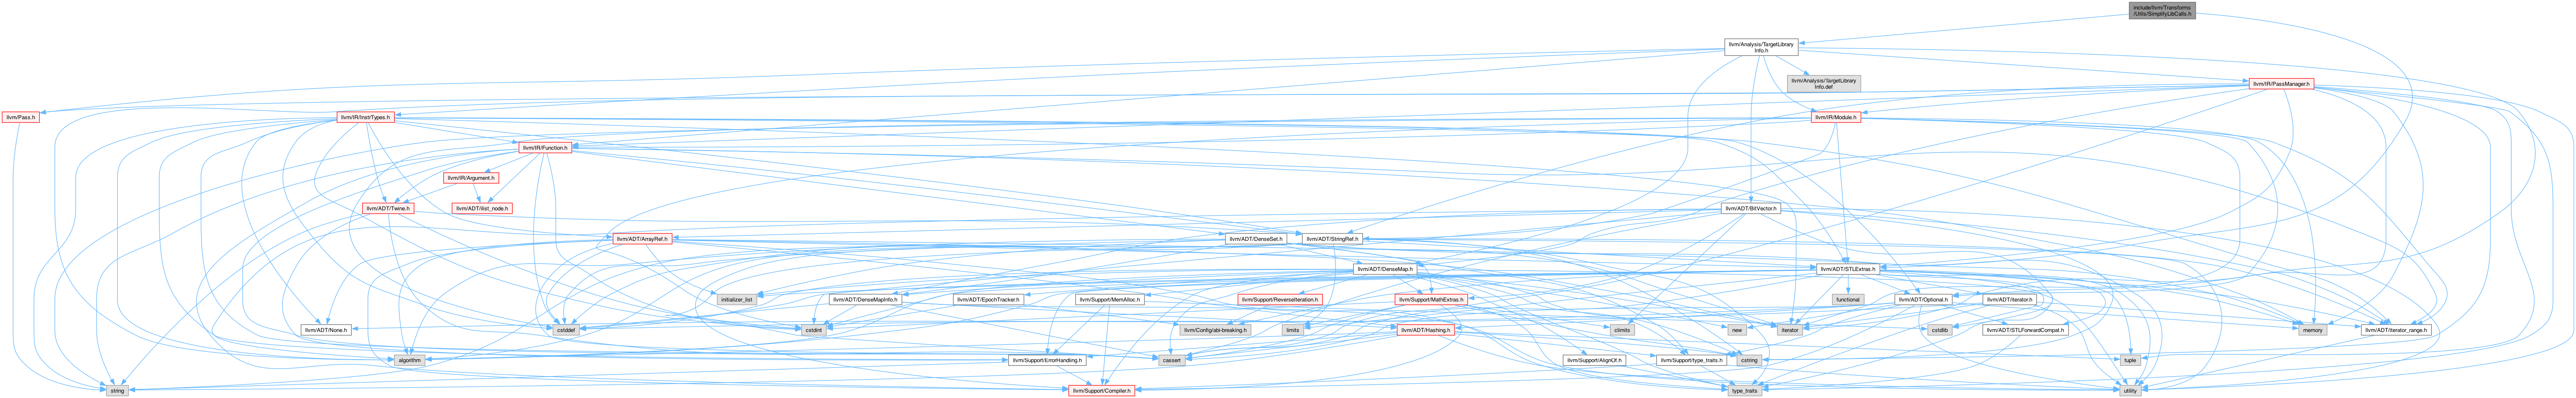 include/llvm/Transforms
/Utils/SimplifyLibCalls.h
llvm/Analysis/TargetLibrary
Info.h
llvm/Analysis/TargetLibrary
Info.def
llvm/IR/PassManager.h
llvm/Pass.h
llvm/IR/InstrTypes.h
llvm/IR/Module.h
llvm/IR/Function.h
llvm/IR/Argument.h
llvm/ADT/Twine.h
llvm/ADT/ilist_node.h
llvm/ADT/BitVector.h
llvm/ADT/ArrayRef.h
llvm/ADT/DenseSet.h
llvm/ADT/StringRef.h
llvm/ADT/DenseMap.h
llvm/ADT/STLExtras.h
initializer_list
llvm/ADT/DenseMapInfo.h
llvm/ADT/EpochTracker.h
llvm/Support/MemAlloc.h
llvm/Support/ReverseIteration.h
llvm/Support/MathExtras.h
functional
llvm/ADT/Optional.h
llvm/ADT/iterator.h
llvm/ADT/None.h
cstddef
cstdint
llvm/Config/abi-breaking.h
limits
llvm/ADT/Hashing.h
climits
new
iterator
cstdlib
llvm/ADT/STLForwardCompat.h
memory
llvm/ADT/iterator_range.h
algorithm
llvm/Support/ErrorHandling.h
cassert
llvm/Support/AlignOf.h
llvm/Support/type_traits.h
cstring
tuple
string
llvm/Support/Compiler.h
type_traits
utility